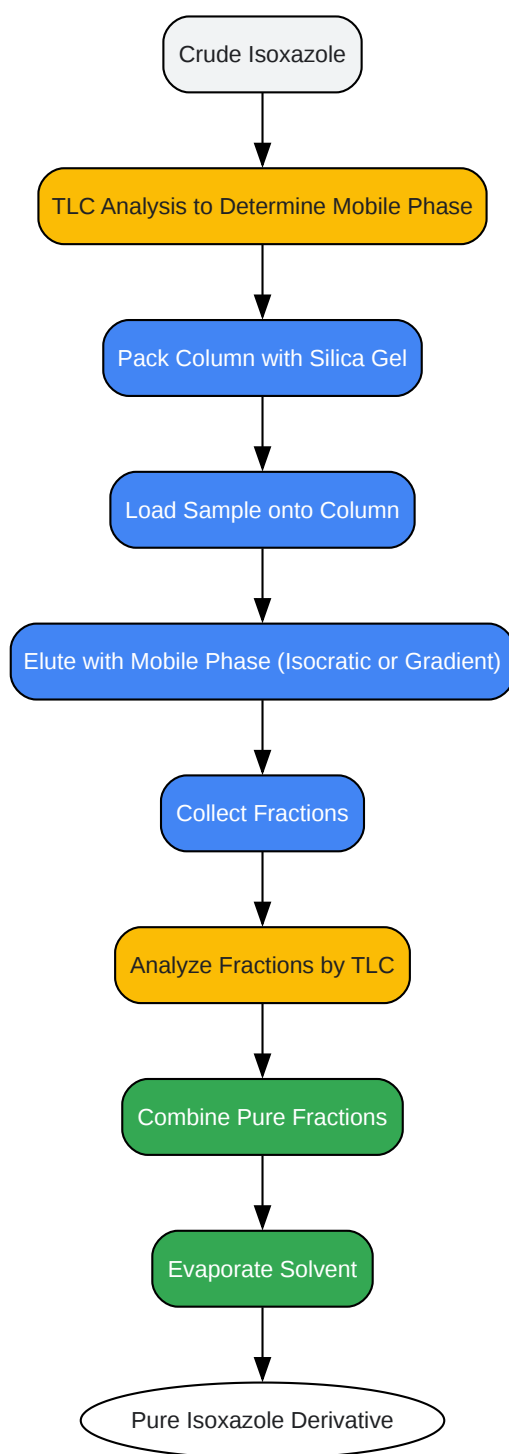 Crude Isoxazole
TLC Analysis to Determine Mobile Phase
Pack Column with Silica Gel
Load Sample onto Column
Elute with Mobile Phase (Isocratic or Gradient)
Collect Fractions
Analyze Fractions by TLC
Combine Pure Fractions
Evaporate Solvent
Pure Isoxazole Derivative